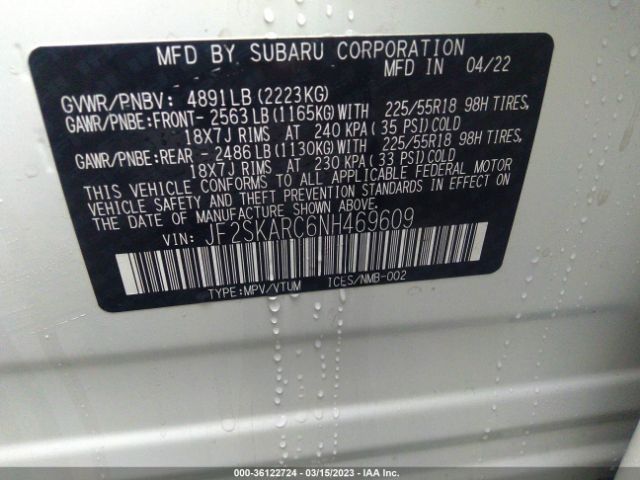 MFD BY SUBARU CORPORATION
MFD IN 04/22
GVWR/PNBV: 4891LB (2223KG)
GAWR/PNBE:FRONT- 2563LB (1165KG) WITH 225/55R18 98H TIRES,
18X7J RIMS AT 240 KPA (35 PSI) COLD
GAWR/PNBE:REAR - 2486LB (1130KG) WITH 225/55R18 98H TIRES,
18X7J RIMS AT 230 KPA (33 PSI) COLD
THIS VEHICLE CONFORMS TO ALL APPLICABLE FEDERAL MOTOR
VEHICLE SAFETY AND THEFT PREVENTION STANDARDS IN EFFECT ON
THE DATE OF MANUFACTURE SHOWN ABOVE.
VIN: JF2SKARC6NH469609
TYPE:MPV/VTUM ICES/NMB-002
000-36122724 - 03/15/2023 - IAA Inc.